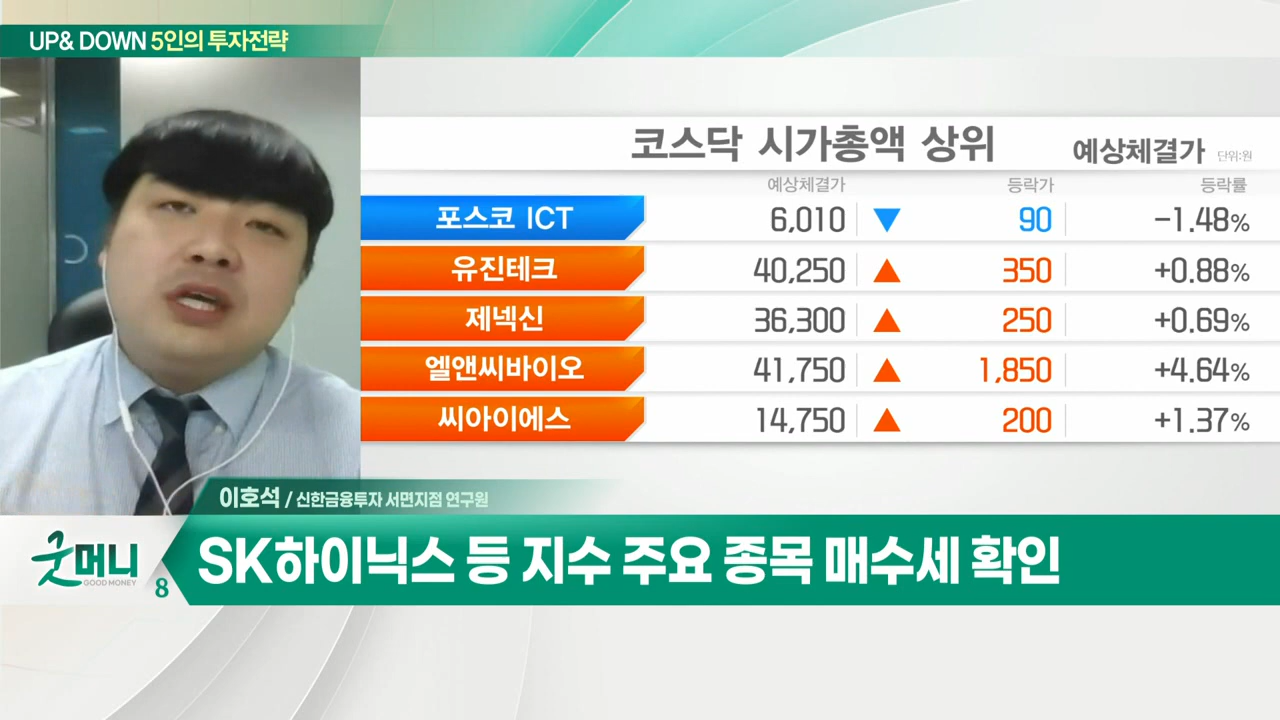 UP& DOWN 5인의 투자전략
코스닥 시가총액 상위 예상체결가 단위:원
예상체결가 등락가 등락률
포스코 ICT 6,010 ▼ 90 -1.48%
유진테크 40,250 ▲ 350 +0.88%
제넥신 36,300 ▲ 250 +0.69%
엘앤씨바이오 41,750 ▲ 1,850 +4.64%
씨아이에스 14,750 ▲ 200 +1.37%
이호석 / 신한금융투자 서면지점 연구원
굿머니
GOOD MONEY
8
SK하이닉스 등 지수 주요 종목 매수세 확인